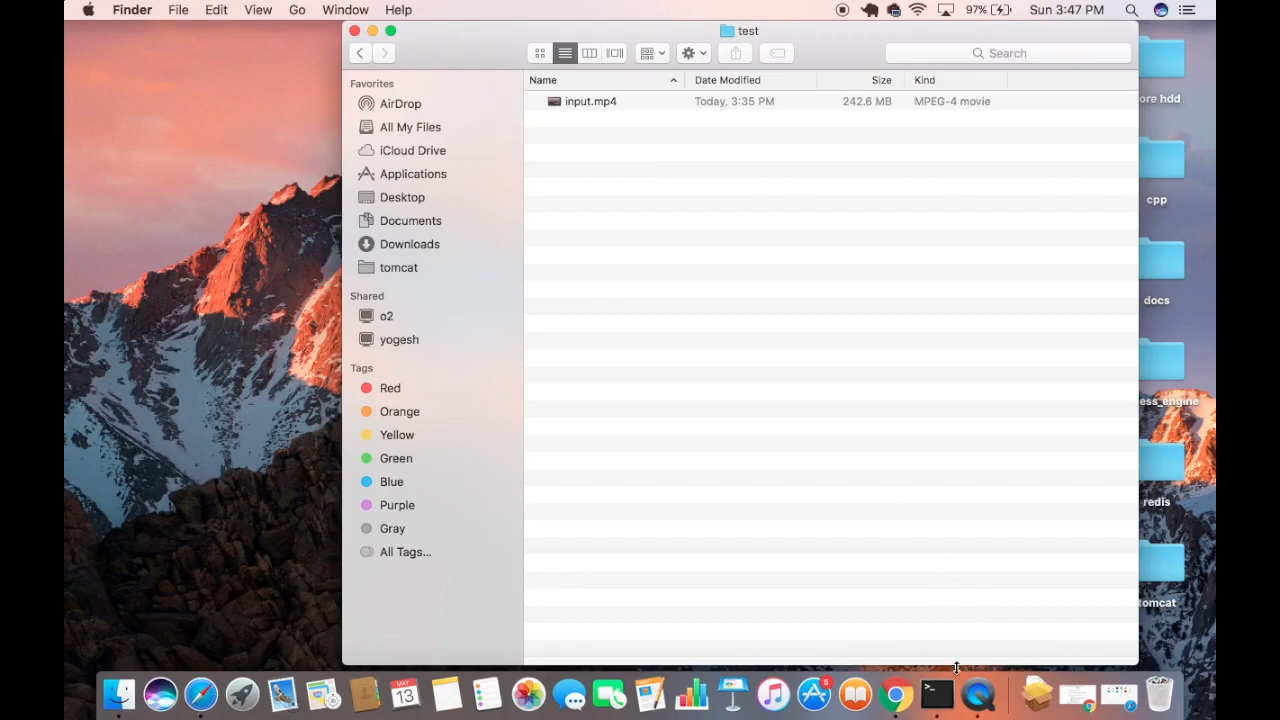 Finder File Edit View Go Window Help 97% Sun 3:47 PM
test
Search
Favorites
AirDrop
All My Files
iCloud Drive
Applications
Desktop
Documents
Downloads
tomcat
Shared
o2
yogesh
Tags
Red
Orange
Yellow
Green
Blue
Purple
Gray
All Tags...
Name Date Modified Size Kind
input.mp4 Today, 3:35 PM 242.6 MB MPEG-4 movie
ore hdd
cpp
docs
ess_engine
redis
tomcat
MAY
13
5
>_